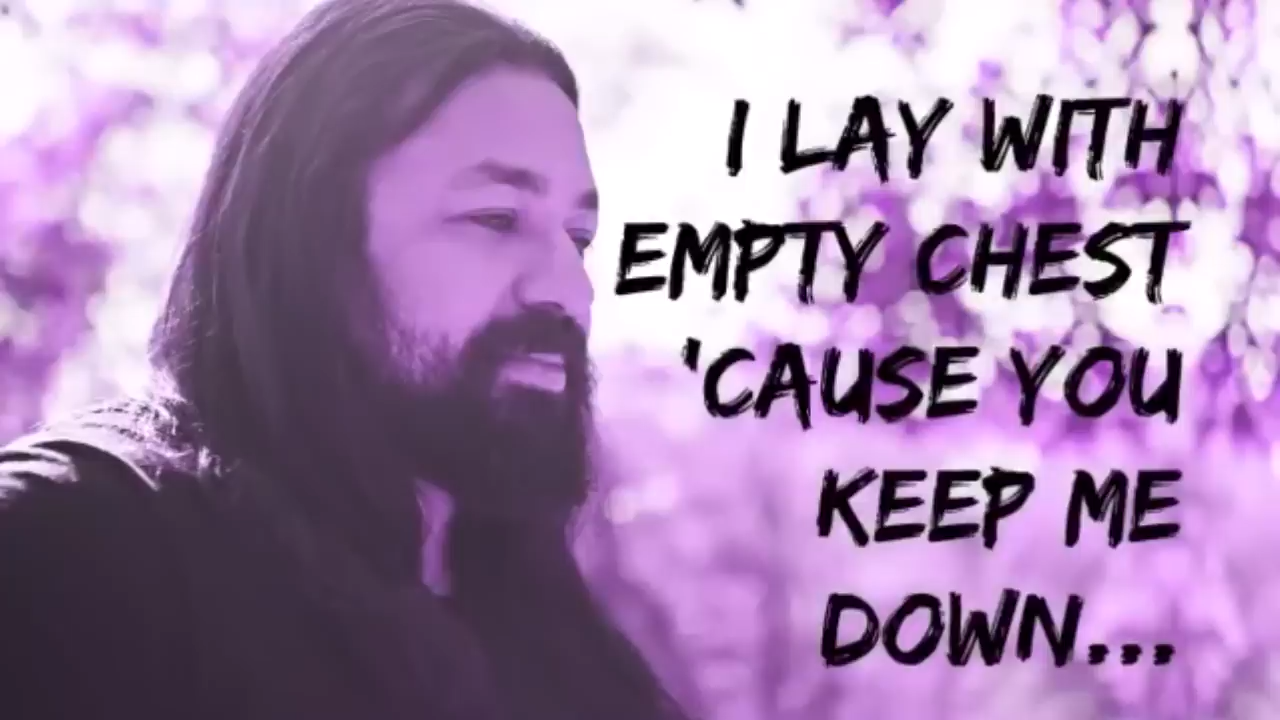 I LAY WITH
EMPTY CHEST
'CAUSE YOU
KEEP ME
DOWN...